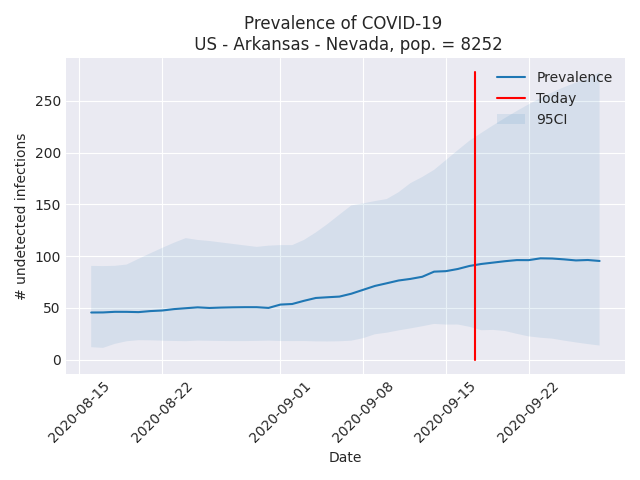 Prevalence of COVID-19
US - Arkansas - Nevada, pop. = 8252
Prevalence
Today
95CI
# undetected infections
250
200
150
100
50
0
2020-08-15
2020-08-22
2020-09-01
2020-09-08
2020-09-15
2020-09-22
Date